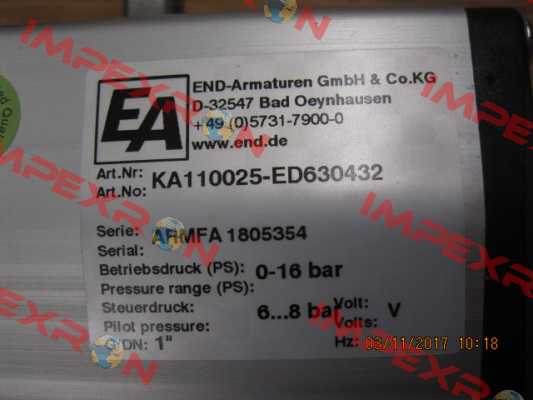 EA
END-Armaturen GmbH & Co.KG
D-32547 Bad Oeynhausen
+49 (0)5731-7900-0
www.end.de
Art.Nr: KA110025-ED630432
Art.No:
Serie: ARMFA 1805354
Serial:
Betriebsdruck (PS): 0-16 bar
Pressure range (PS):
Steuerdruck: 6...8 bar Volt: V
Pilot pressure: Volts:
G/DN: 1" Hz:
03/11/2017 10:18
IMPEXRON
IMPEXRON
IMPEXRON
IMPEXRON